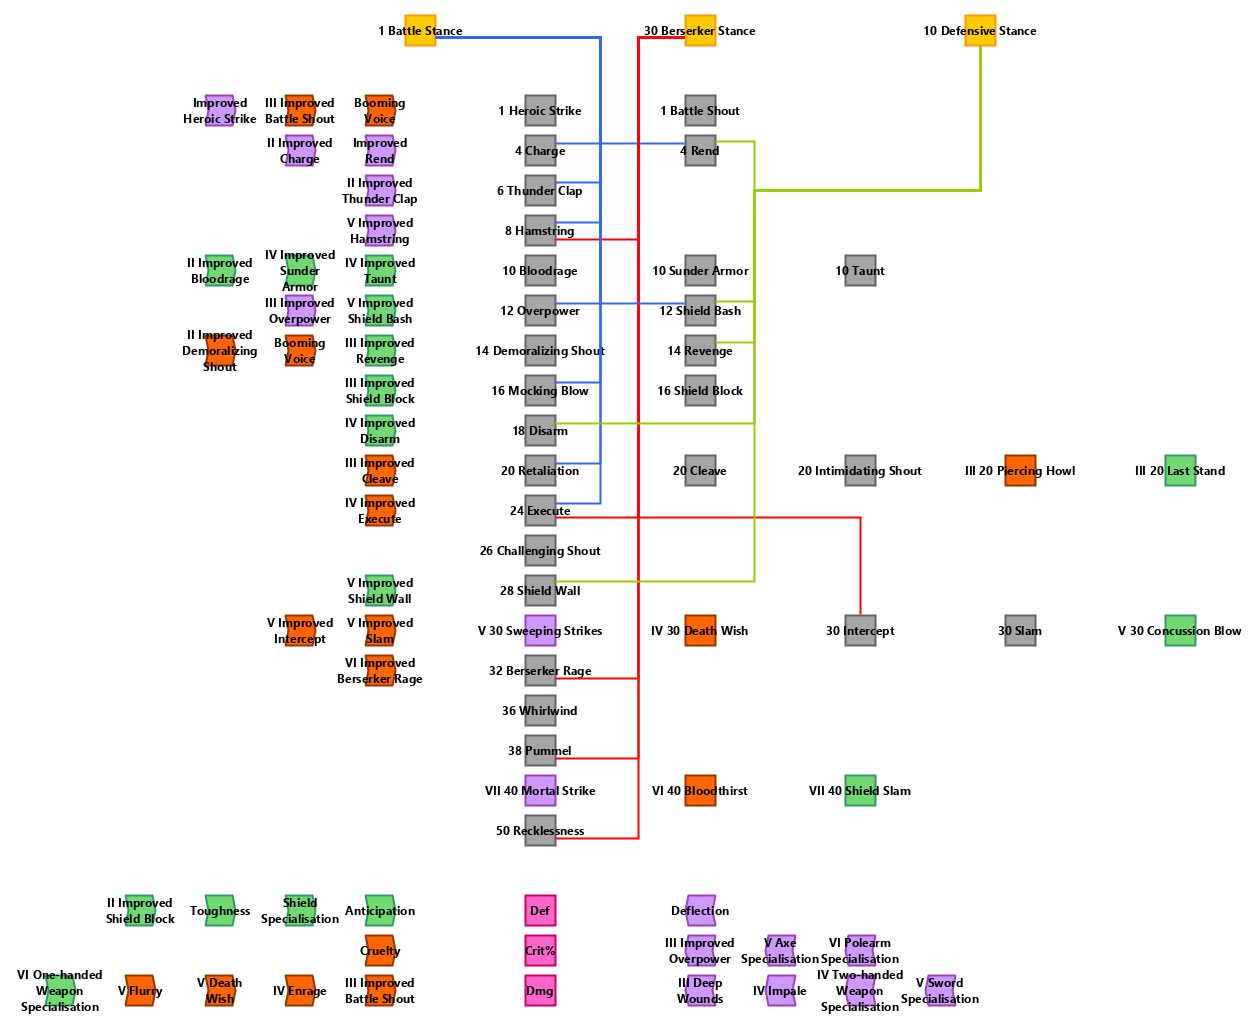 1 Battle Stance
30 Berserker Stance
10 Defensive Stance
Improved
Heroic Strike
III Improved
Battle Shout
Booming
Voice
1 Heroic Strike
1 Battle Shout
II Improved
Charge
Improved
Rend
4 Charge
4 Rend
II Improved
Thunder Clap
6 Thunder Clap
V Improved
Hamstring
8 Hamstring
II Improved
Bloodrage
IV Improved
Sunder
Armor
IV Improved
Taunt
10 Bloodrage
10 Sunder Armor
10 Taunt
III Improved
Overpower
V Improved
Shield Bash
12 Overpower
12 Shield Bash
II Improved
Demoralizing
Shout
Booming
Voice
III Improved
Revenge
14 Demoralizing Shout
14 Revenge
III Improved
Shield Block
16 Mocking Blow
16 Shield Block
IV Improved
Disarm
18 Disarm
III Improved
Cleave
20 Retaliation
20 Cleave
20 Intimidating Shout
III 20 Piercing Howl
III 20 Last Stand
IV Improved
Execute
24 Execute
26 Challenging Shout
V Improved
Shield Wall
28 Shield Wall
V Improved
Intercept
V Improved
Slam
V 30 Sweeping Strikes
IV 30 Death Wish
30 Intercept
30 Slam
V 30 Concussion Blow
VI Improved
Berserker Rage
32 Berserker Rage
36 Whirlwind
38 Pummel
VII 40 Mortal Strike
VI 40 Bloodthirst
VII 40 Shield Slam
50 Recklessness
II Improved
Shield Block
Toughness
Shield
Specialisation
Anticipation
Def
Deflection
Cruelty
Crit%
III Improved
Overpower
V Axe
Specialisation
VI Polearm
Specialisation
VI One-handed
Weapon
Specialisation
V Flurry
V Death
Wish
IV Enrage
III Improved
Battle Shout
Dmg
III Deep
Wounds
IV Impale
IV Two-handed
Weapon
Specialisation
V Sword
Specialisation